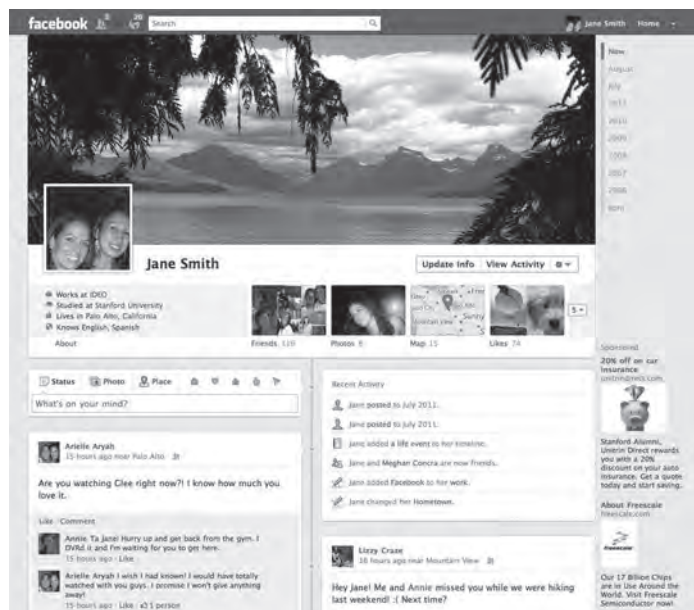 facebook
Search
Jane Smith Home
Now
August
July
2011
2010
2009
2008
2007
2006
Born
Jane Smith
Update Info View Activity
Works at IDEO
Studied at Stanford University
Lives in Palo Alto, California
Knows English, Spanish
About
Friends
Photos
Map 15
Likes 74
5
Sponsored
20% off on car
insurance
Stanford Alumni,
Unitrin Direct rewards
you with a 20%
discount on your auto
insurance. Get a quote
today and start saving.
About Freescale
freescale.com
Our 17 Billion Chips
are in Use Around the
World. Visit Freescale
Semiconductor now!
Status Photo Place
What's on your mind?
Arielle Aryah
15 hours ago near Palo Alto
Are you watching Glee right now?! I know how much you
love it.
Like · Comment
Annie Ta Jane! Hurry up and get back from the gym. I
DVRd it and I'm waiting for you to get here.
15 hours ago · Like
Arielle Aryah I wish I had known! I would have totally
watched with you guys. I promise I won't give anything
away!
15 hours ago · Like · 1 person
Recent Activity
Jane posted to July 2011.
Jane posted to July 2011.
Jane added a life event to her timeline.
Jane and Meghan are now friends.
Jane added Facebook to her work.
Jane changed her Hometown.
Lizzy Craze
16 hours ago near Mountain View
Hey Jane! Me and Annie missed you while we were hiking
last weekend! :( Next time?